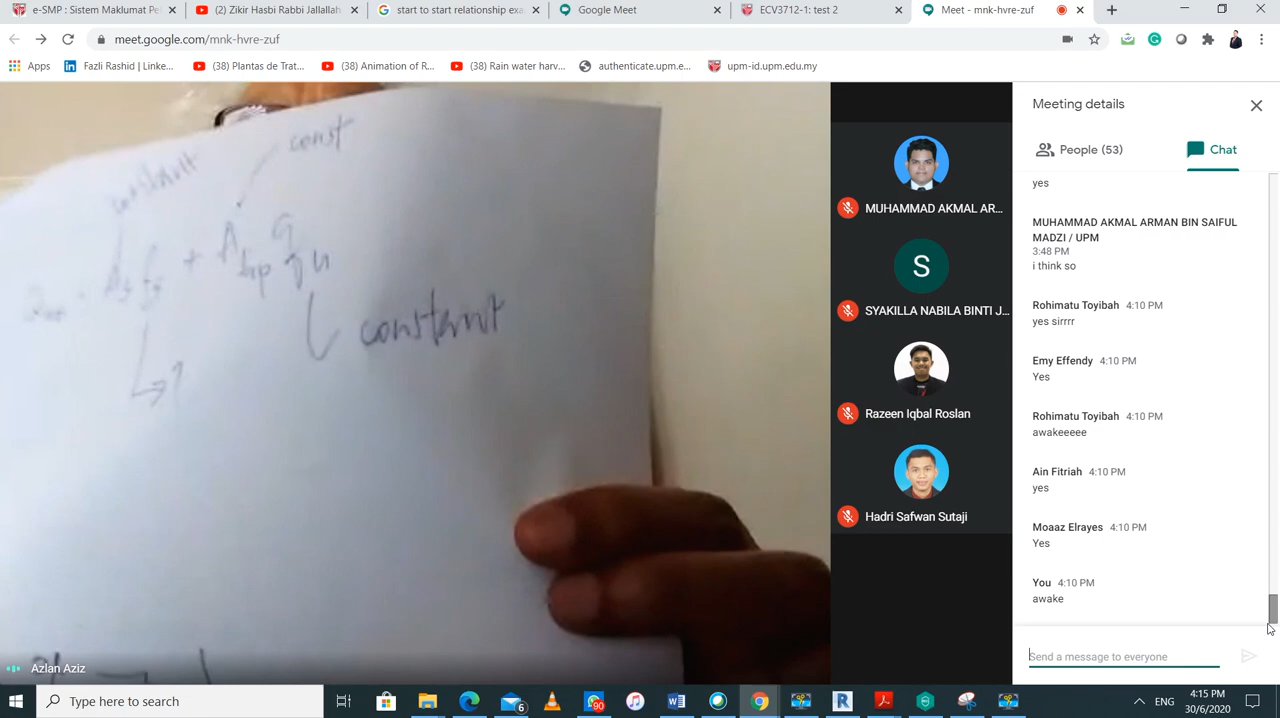 e-SMP : Sistem Maklumat Pel
(2) Zikir Hasbi Rabbi Jallallah
start to start relationship exa
Google Meet
ECV3712-1: test 2
Meet - mnk-hvre-zuf
meet.google.com/mnk-hvre-zuf
Apps
Fazli Rashid | Linke...
(38) Plantas de Trat...
(38) Animation of R...
(38) Rain water harv...
authenticate.upm.e...
upm-id.upm.edu.my
const
constant
Azlan Aziz
MUHAMMAD AKMAL AR...
S
SYAKILLA NABILA BINTI J...
Razeen Iqbal Roslan
Hadri Safwan Sutaji
Meeting details
People (53)
Chat
yes
MUHAMMAD AKMAL ARMAN BIN SAIFUL
MADZI / UPM
3:48 PM
i think so
Rohimatu Toyibah 4:10 PM
yes sirrrr
Emy Effendy 4:10 PM
Yes
Rohimatu Toyibah 4:10 PM
awakeeeee
Ain Fitriah 4:10 PM
yes
Moaaz Elrayes 4:10 PM
Yes
You 4:10 PM
awake
Send a message to everyone
Type here to search
6
90
ENG
4:15 PM
30/6/2020